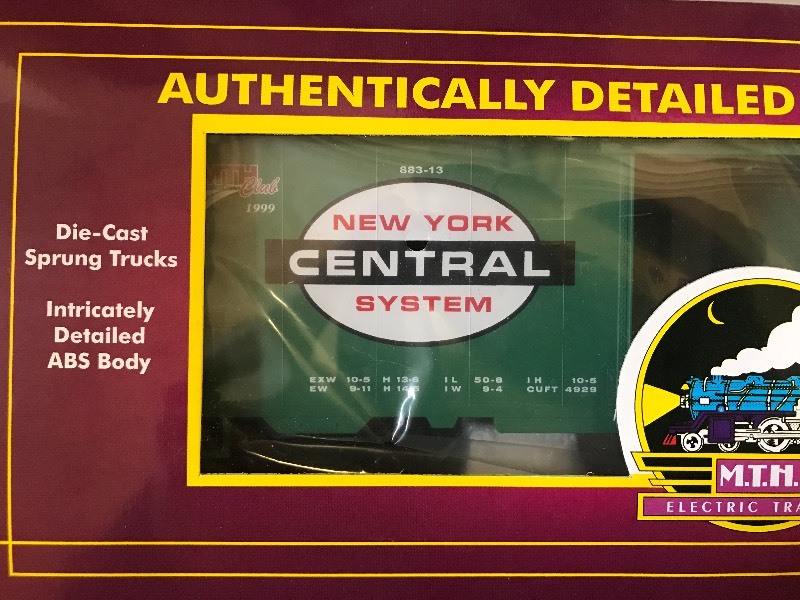 AUTHENTICALLY DETAILED
Die-Cast
Sprung Trucks
Intricately
Detailed
ABS Body
MTH
Club
1999
883-13
NEW YORK
CENTRAL
SYSTEM
EXW 10-5 H 13-6 IL 50-8 IH 10-5
EW 9-11 H 14-5 IW 9-4 CUFT 4929
M.T.H.
ELECTRIC TRA